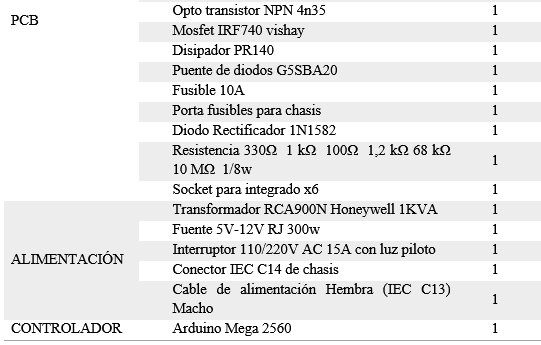 PCB
Opto transistor NPN 4n35 1
Mosfet IRF740 vishay 1
Disipador PR140 1
Puente de diodos G5SBA20 1
Fusible 10A 1
Porta fusibles para chasis 1
Diodo Rectificador 1N1582 1
Resistencia 330Ω 1 kΩ 100Ω 1,2 kΩ 68 kΩ
10 MΩ 1/8w 1
Socket para integrado x6 1
ALIMENTACIÓN
Transformador RCA900N Honeywell 1KVA 1
Fuente 5V-12V RJ 300w 1
Interruptor 110/220V AC 15A con luz piloto 1
Conector IEC C14 de chasis 1
Cable de alimentación Hembra (IEC C13)
Macho 1
CONTROLADOR Arduino Mega 2560 1